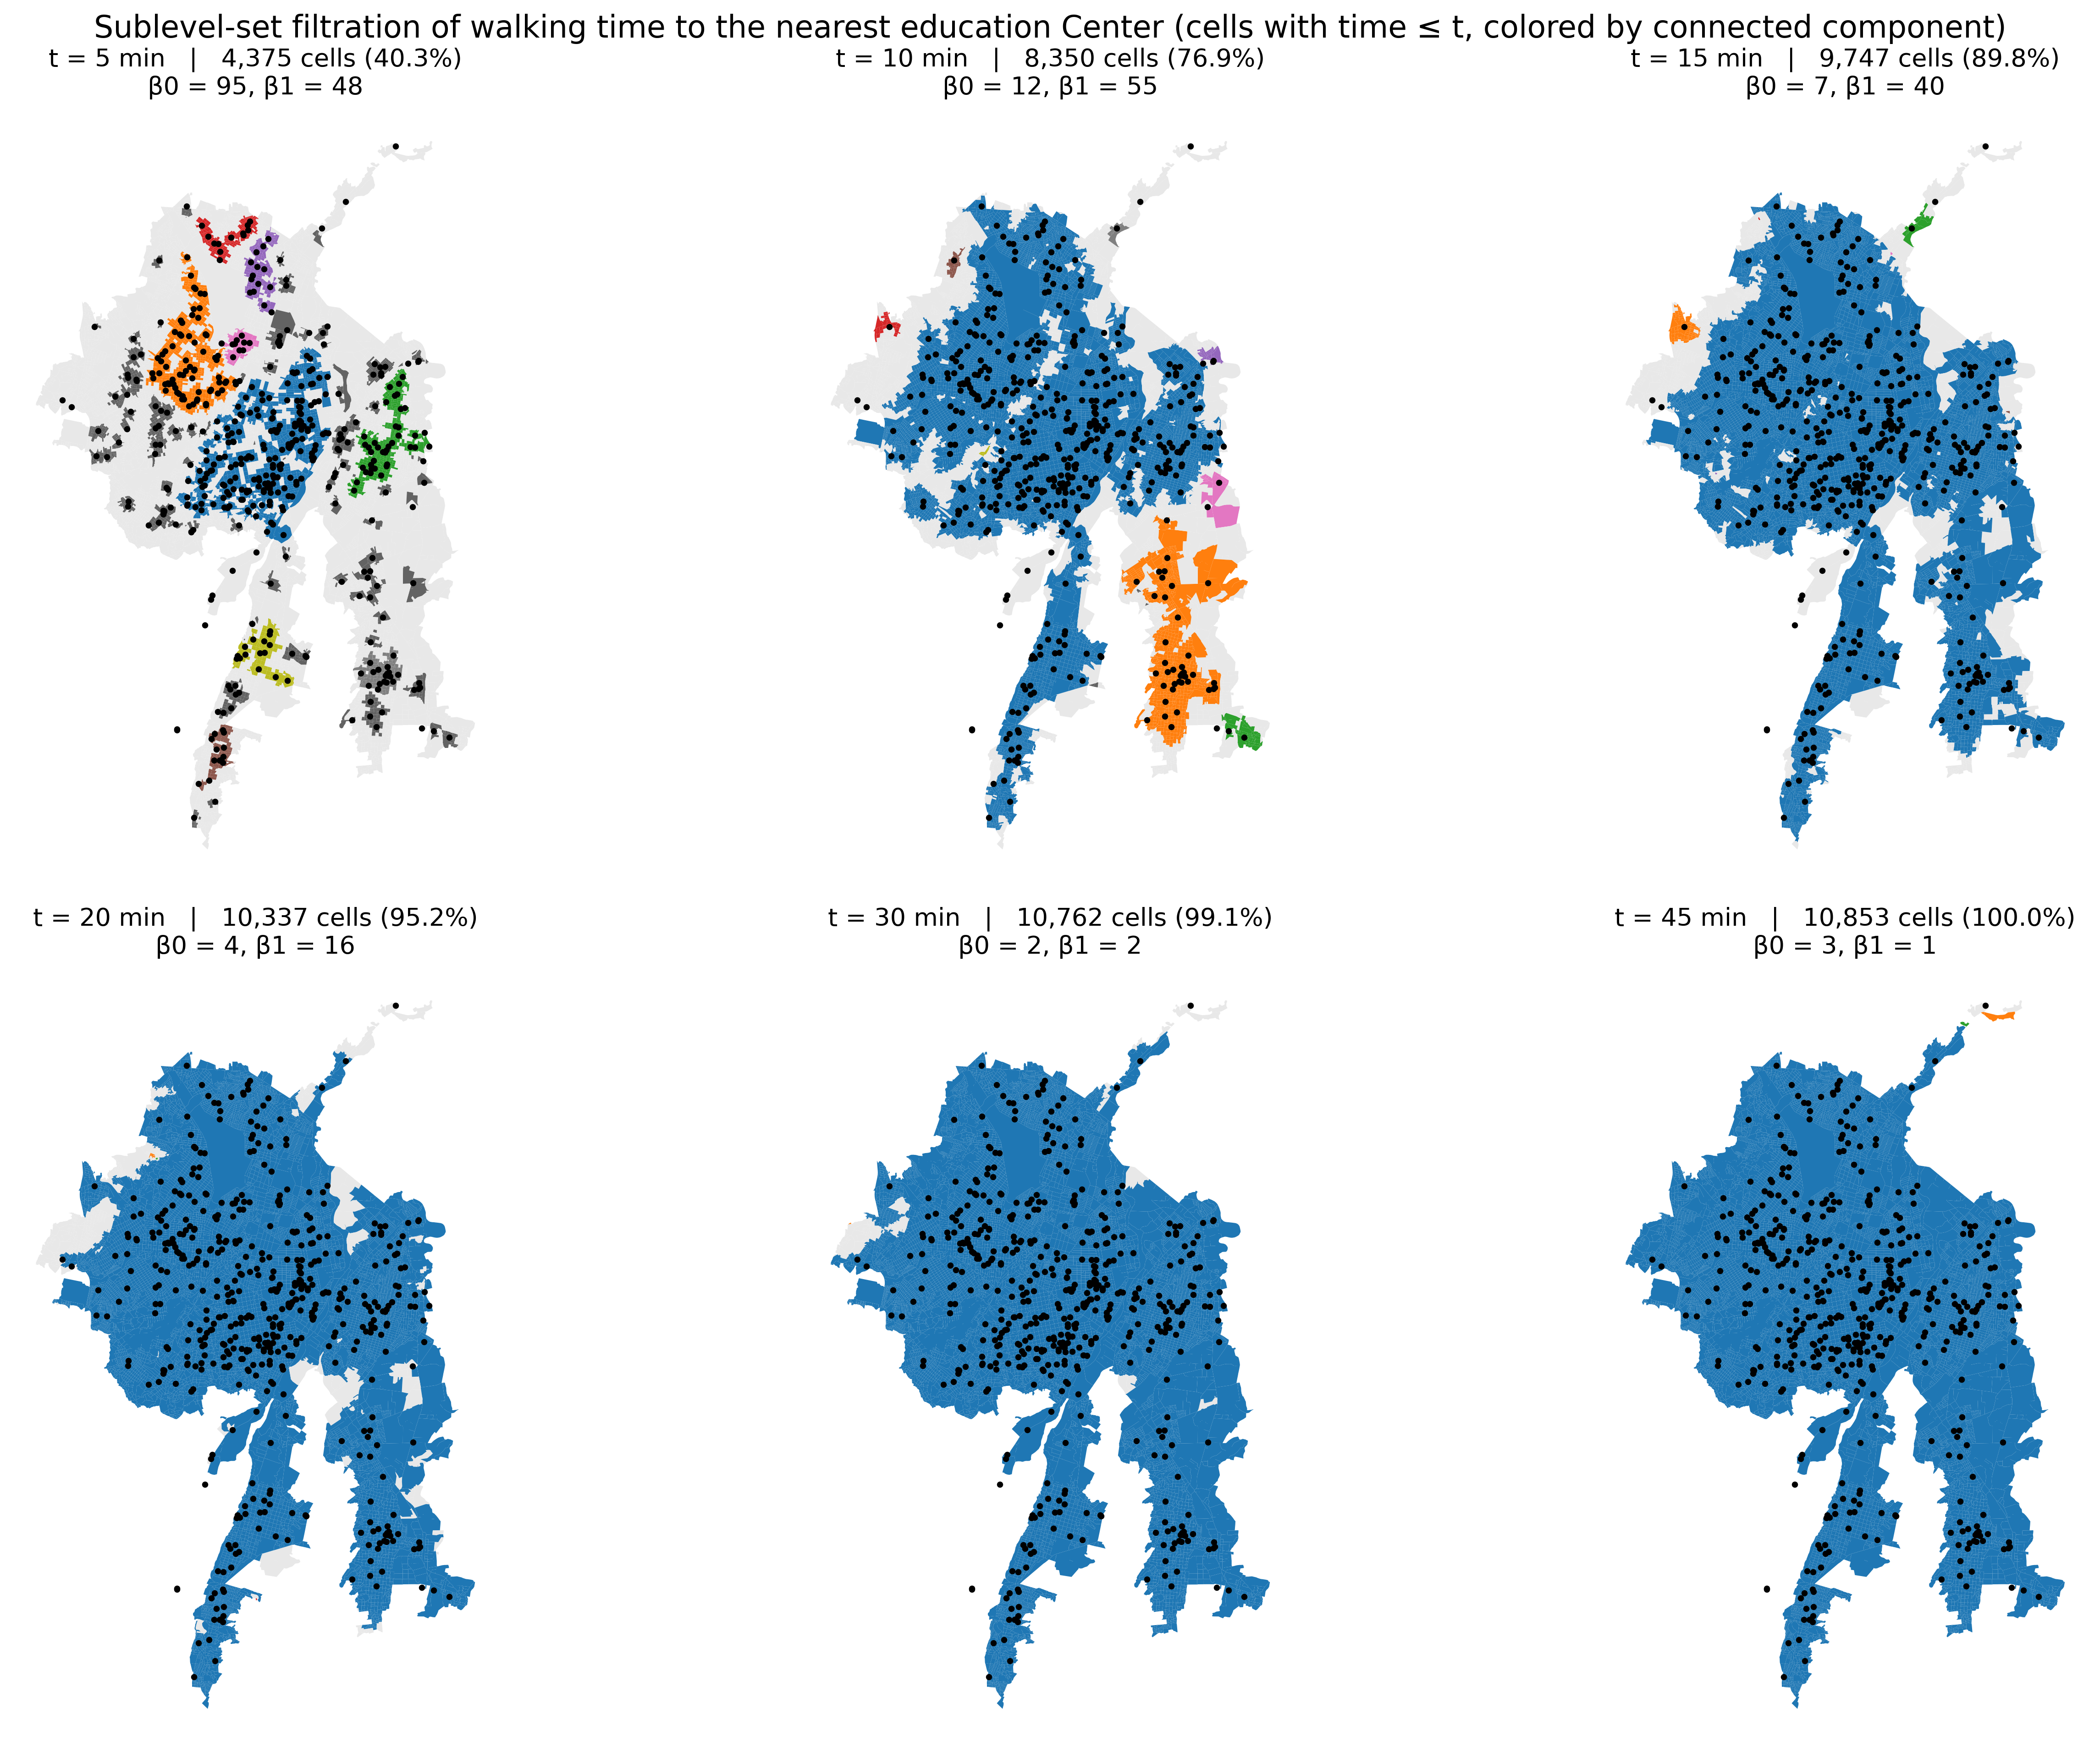 Sublevel-set filtration of walking time to the nearest education Center (cells with time ≤ t, colored by connected component)
t = 5 min | 4,375 cells (40.3%)
β0 = 95, β1 = 48
t = 10 min | 8,350 cells (76.9%)
β0 = 12, β1 = 55
t = 15 min | 9,747 cells (89.8%)
β0 = 7, β1 = 40
t = 20 min | 10,337 cells (95.2%)
β0 = 4, β1 = 16
t = 30 min | 10,762 cells (99.1%)
β0 = 2, β1 = 2
t = 45 min | 10,853 cells (100.0%)
β0 = 3, β1 = 1